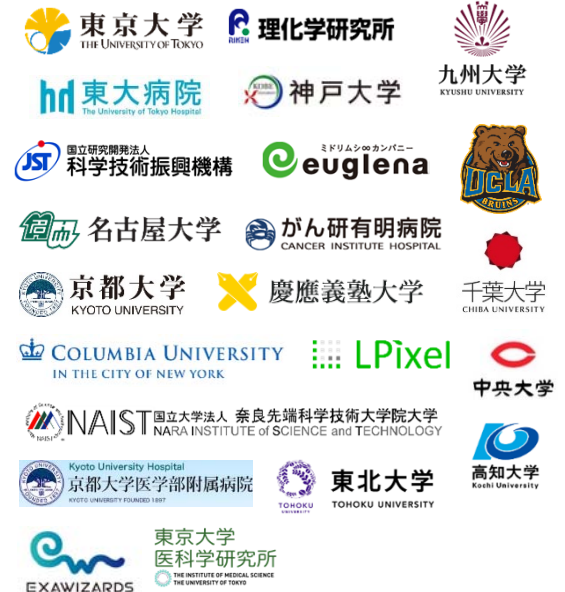 東京大学
THE UNIVERSITY OF TOKYO
RIKEN
理化学研究所
九州大学
KYUSHU UNIVERSITY
東大病院
The University of Tokyo Hospital
KOBE
神戸大学
JST
国立研究開発法人
科学技術振興機構
ミドリムシ∞カンパニー
euglena
UCLA
BRUINS
名古屋大学
がん研有明病院
CANCER INSTITUTE HOSPITAL
京都大学
KYOTO UNIVERSITY
慶應義塾大学
千葉大学
CHIBA UNIVERSITY
COLUMBIA UNIVERSITY
IN THE CITY OF NEW YORK
LPixel
中央大学
NAIST
国立大学法人 奈良先端科学技術大学院大学
NARA INSTITUTE of SCIENCE and TECHNOLOGY
高知大学
Kochi University
Kyoto University Hospital
京都大学医学部附属病院
KYOTO UNIVERSITY FOUNDED 1897
TOHOKU
UNIVERSITY
東北大学
TOHOKU UNIVERSITY
EXAWIZARDS
東京大学
医科学研究所
THE INSTITUTE OF MEDICAL SCIENCE
THE UNIVERSITY OF TOKYO